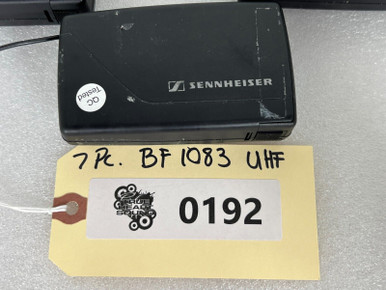 QC
Tested
SENNHEISER
7 Pc. BF 1083 UHF
0192